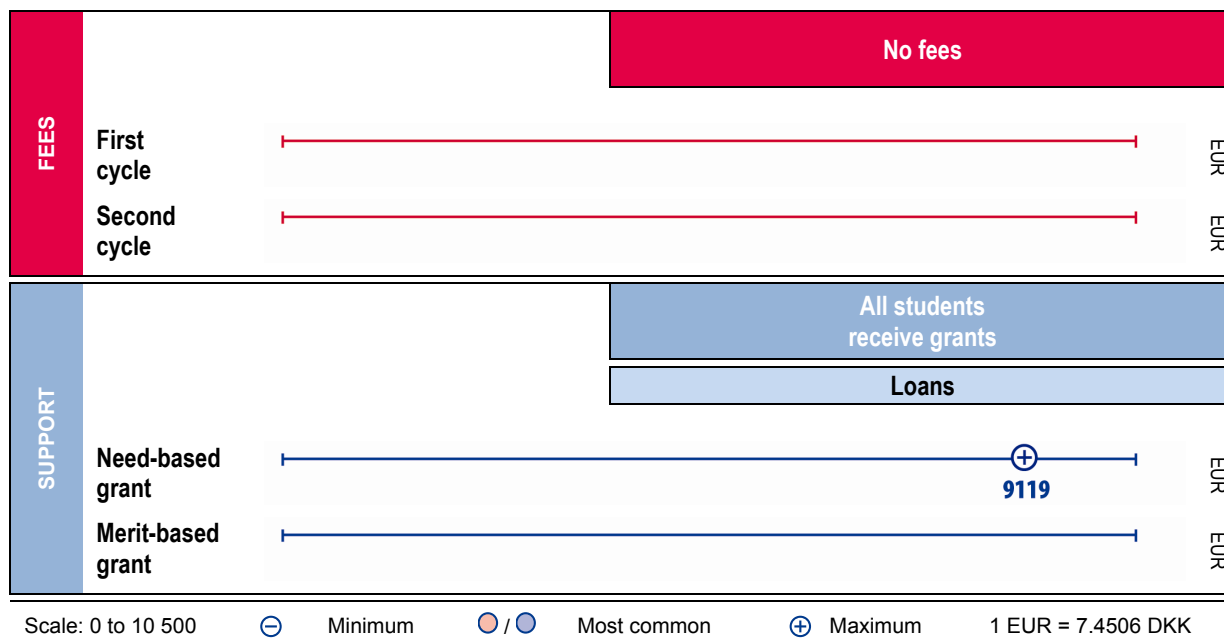 No fees
FEES
First
cycle
EUR
Second
cycle
EUR
All students
receive grants
Loans
SUPPORT
Need-based
grant
9119
EUR
Merit-based
grant
EUR
Scale: 0 to 10 500 Minimum / Most common Maximum 1 EUR = 7.4506 DKK